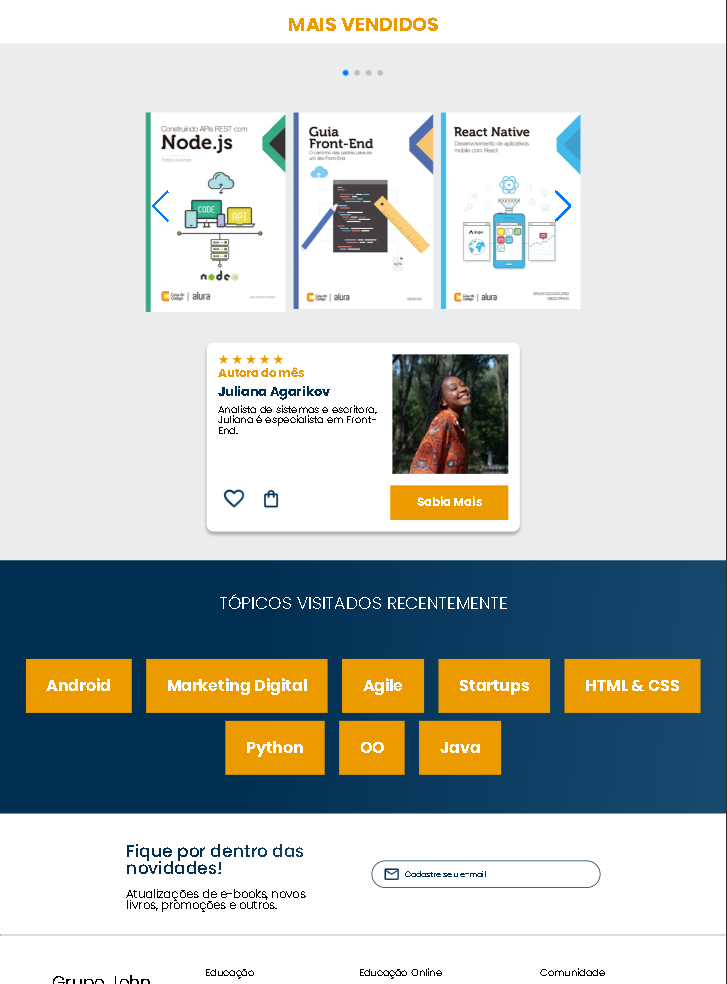 MAIS VENDIDOS
Construindo APIs REST com
Node.js
CODE
API
node
Casa do Código
alura
Guia
Front-End
O caminho das pedras para ser
um dev Front-End
Casa do Código
alura
React Native
Desenvolvimento de aplicativos
mobile com React
Expo
Casa do Código
alura
Autora do mês
Juliana Agarikov
Analista de sistemas e escritora,
Juliana é especialista em Front-
End.
Sabia Mais
TÓPICOS VISITADOS RECENTEMENTE
Android
Marketing Digital
Agile
Startups
HTML & CSS
Python
OO
Java
Fique por dentro das
novidades!
Atualizações de e-books, novos
livros, promoções e outros.
Cadastre seu e-mail
Educação
Educação Online
Comunidade
Grupo John